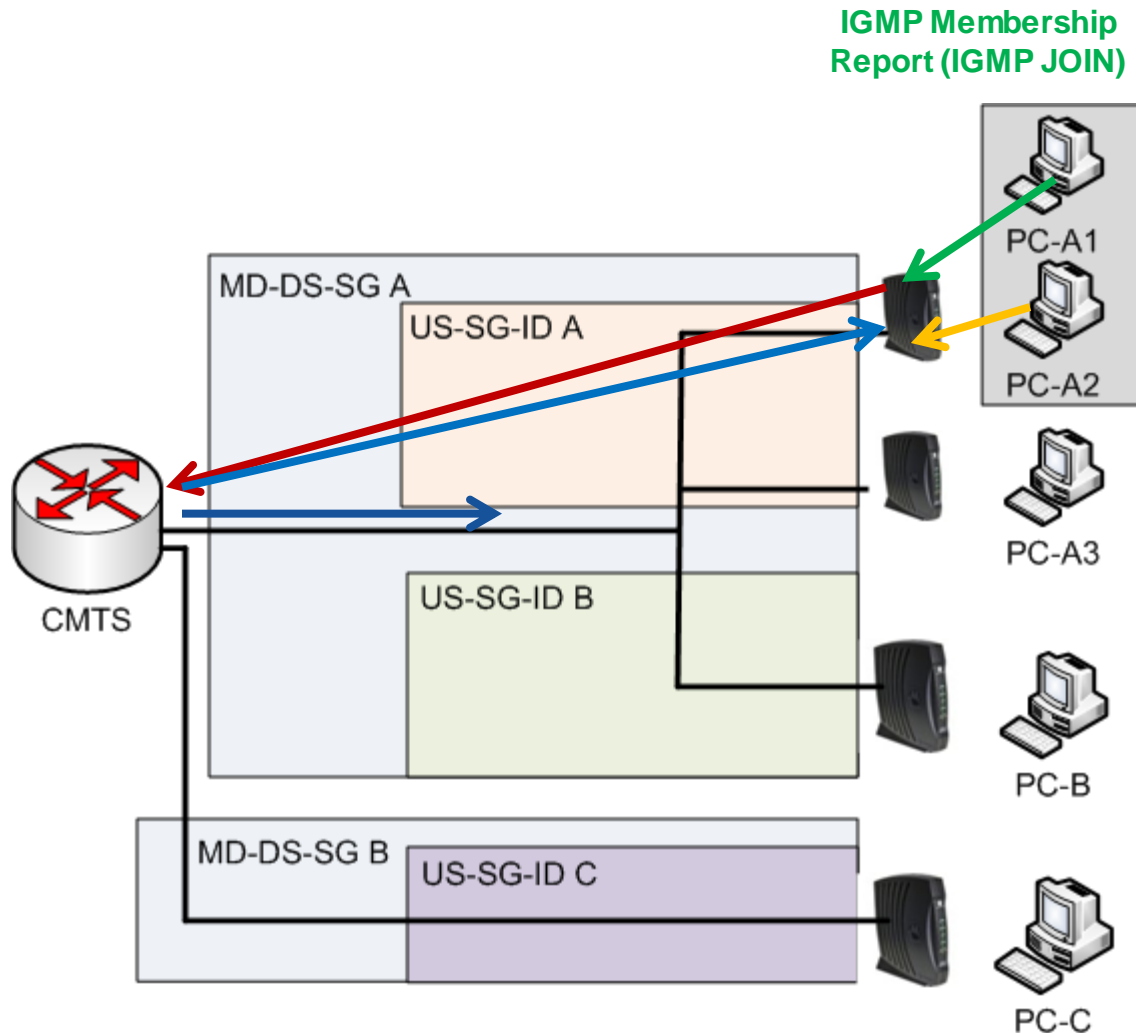 IGMP Membership
Report (IGMP JOIN)
PC-A1
MD-DS-SG A
US-SG-ID A
PC-A2
PC-A3
CMTS
US-SG-ID B
PC-B
MD-DS-SG B
US-SG-ID C
PC-C